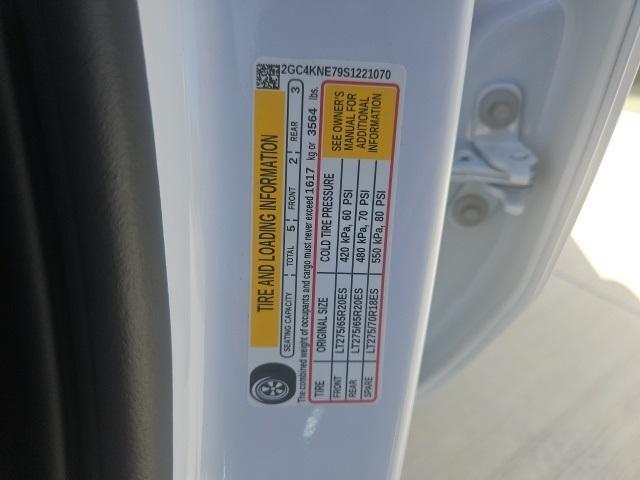 2GC4KNE79S1221070
TIRE AND LOADING INFORMATION
SEATING CAPACITY TOTAL 5 FRONT 2 REAR 3
The combined weight of occupants and cargo must never exceed 1617 kg or 3564 lbs.
TIRE ORIGINAL SIZE COLD TIRE PRESSURE
FRONT LT275/65R20ES 420 kPa, 60 PSI
REAR LT275/65R20ES 480 kPa, 70 PSI
SPARE LT275/70R18ES 550 kPa, 80 PSI
SEE OWNER'S
MANUAL FOR
ADDITIONAL
INFORMATION